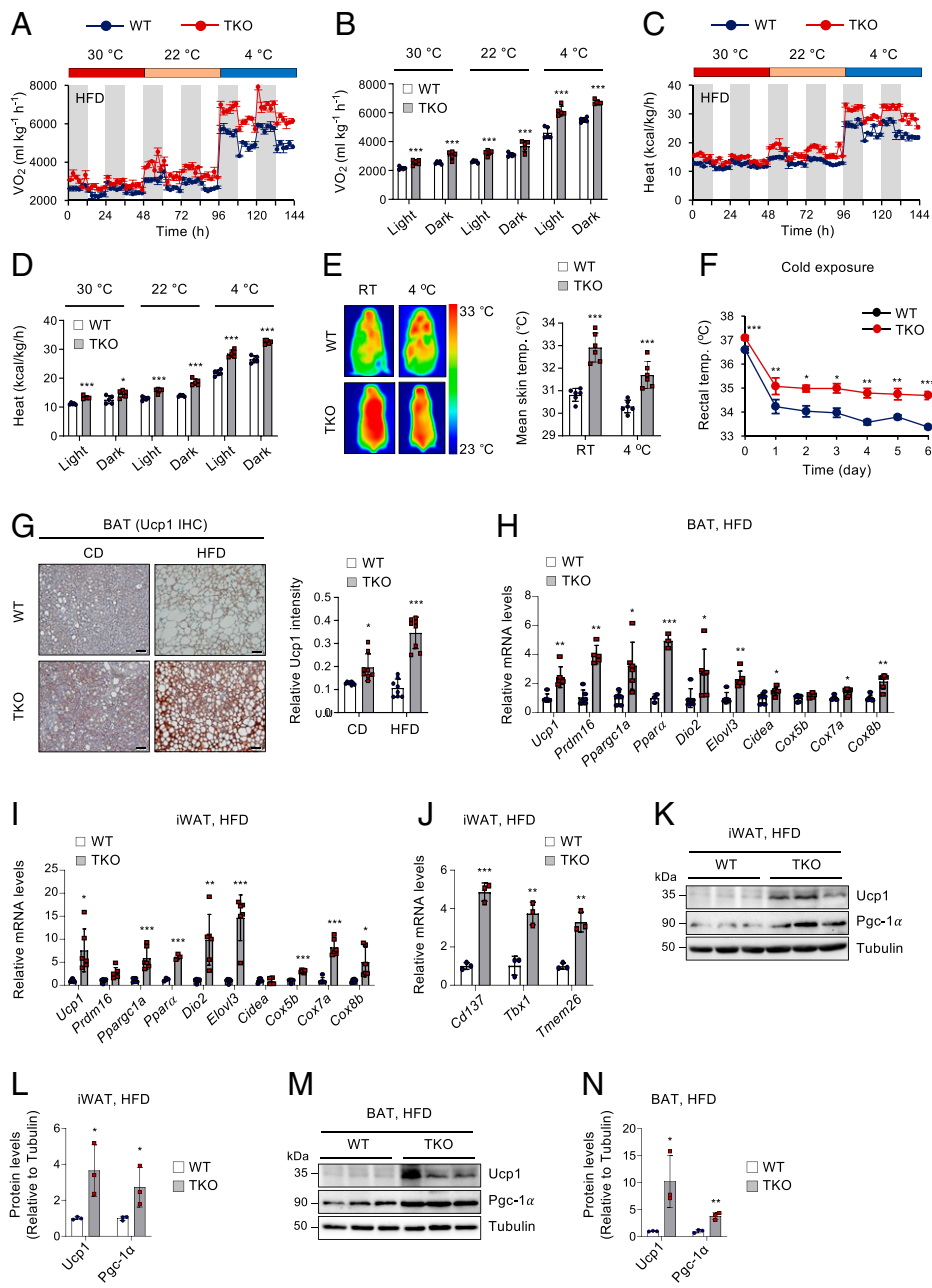 A
WT TKO
30 °C 22 °C 4 °C
HFD
VO2 (ml kg-1 h-1)
8000
6000
4000
2000
0 24 48 72 96 120 144
Time (h)
B
30 °C 22 °C 4 °C
WT
TKO
VO2 (ml kg-1 h-1)
8000
6000
4000
2000
0
*** *** *** *** *** ***
Light Dark Light Dark Light Dark
C
WT TKO
30 °C 22 °C 4 °C
HFD
Heat (kcal/kg/h)
40
30
20
10
0
0 24 48 72 96 120 144
Time (h)
D
30 °C 22 °C 4 °C
WT
TKO
Heat (kcal/kg/h)
40
30
20
10
0
*** * *** *** *** ***
Light Dark Light Dark Light Dark
E
RT 4 °C
WT
TKO
33 °C
23 °C
WT
TKO
Mean skin temp. (°C)
34
33
32
31
30
29
*** ***
RT 4 °C
F
Cold exposure
WT
TKO
Rectal temp. (°C)
38
37
36
35
34
33
*** ** * * ** ** ***
0 1 2 3 4 5 6
Time (day)
G
BAT (Ucp1 IHC)
CD HFD
WT
TKO
WT
TKO
Relative Ucp1 intensity
0.5
0.4
0.3
0.2
0.1
0
* ***
CD HFD
H
BAT, HFD
WT
TKO
Relative mRNA levels
8
6
4
2
0
** ** * *** * ** * * **
Ucp1 Prdm16 Ppargc1a Pparα Dio2 Elovl3 Cidea Cox5b Cox7a Cox8b
I
iWAT, HFD
WT
TKO
Relative mRNA levels
25
20
15
10
5
0
* *** *** ** *** *** *** *
Ucp1 Prdm16 Ppargc1a Pparα Dio2 Elovl3 Cidea Cox5b Cox7a Cox8b
J
iWAT, HFD
WT
TKO
Relative mRNA levels
6
4
2
0
*** ** **
Cd137 Tbx1 Tmem26
K
iWAT, HFD
WT TKO
kDa
35 Ucp1
90 Pgc-1α
50 Tubulin
L
iWAT, HFD
Protein levels
(Relative to Tubulin)
6
4
2
0
* *
WT
TKO
Ucp1 Pgc-1α
M
BAT, HFD
WT TKO
kDa
35 Ucp1
90 Pgc-1α
50 Tubulin
N
BAT, HFD
Protein levels
(Relative to Tubulin)
20
15
10
5
0
* **
WT
TKO
Ucp1 Pgc-1α